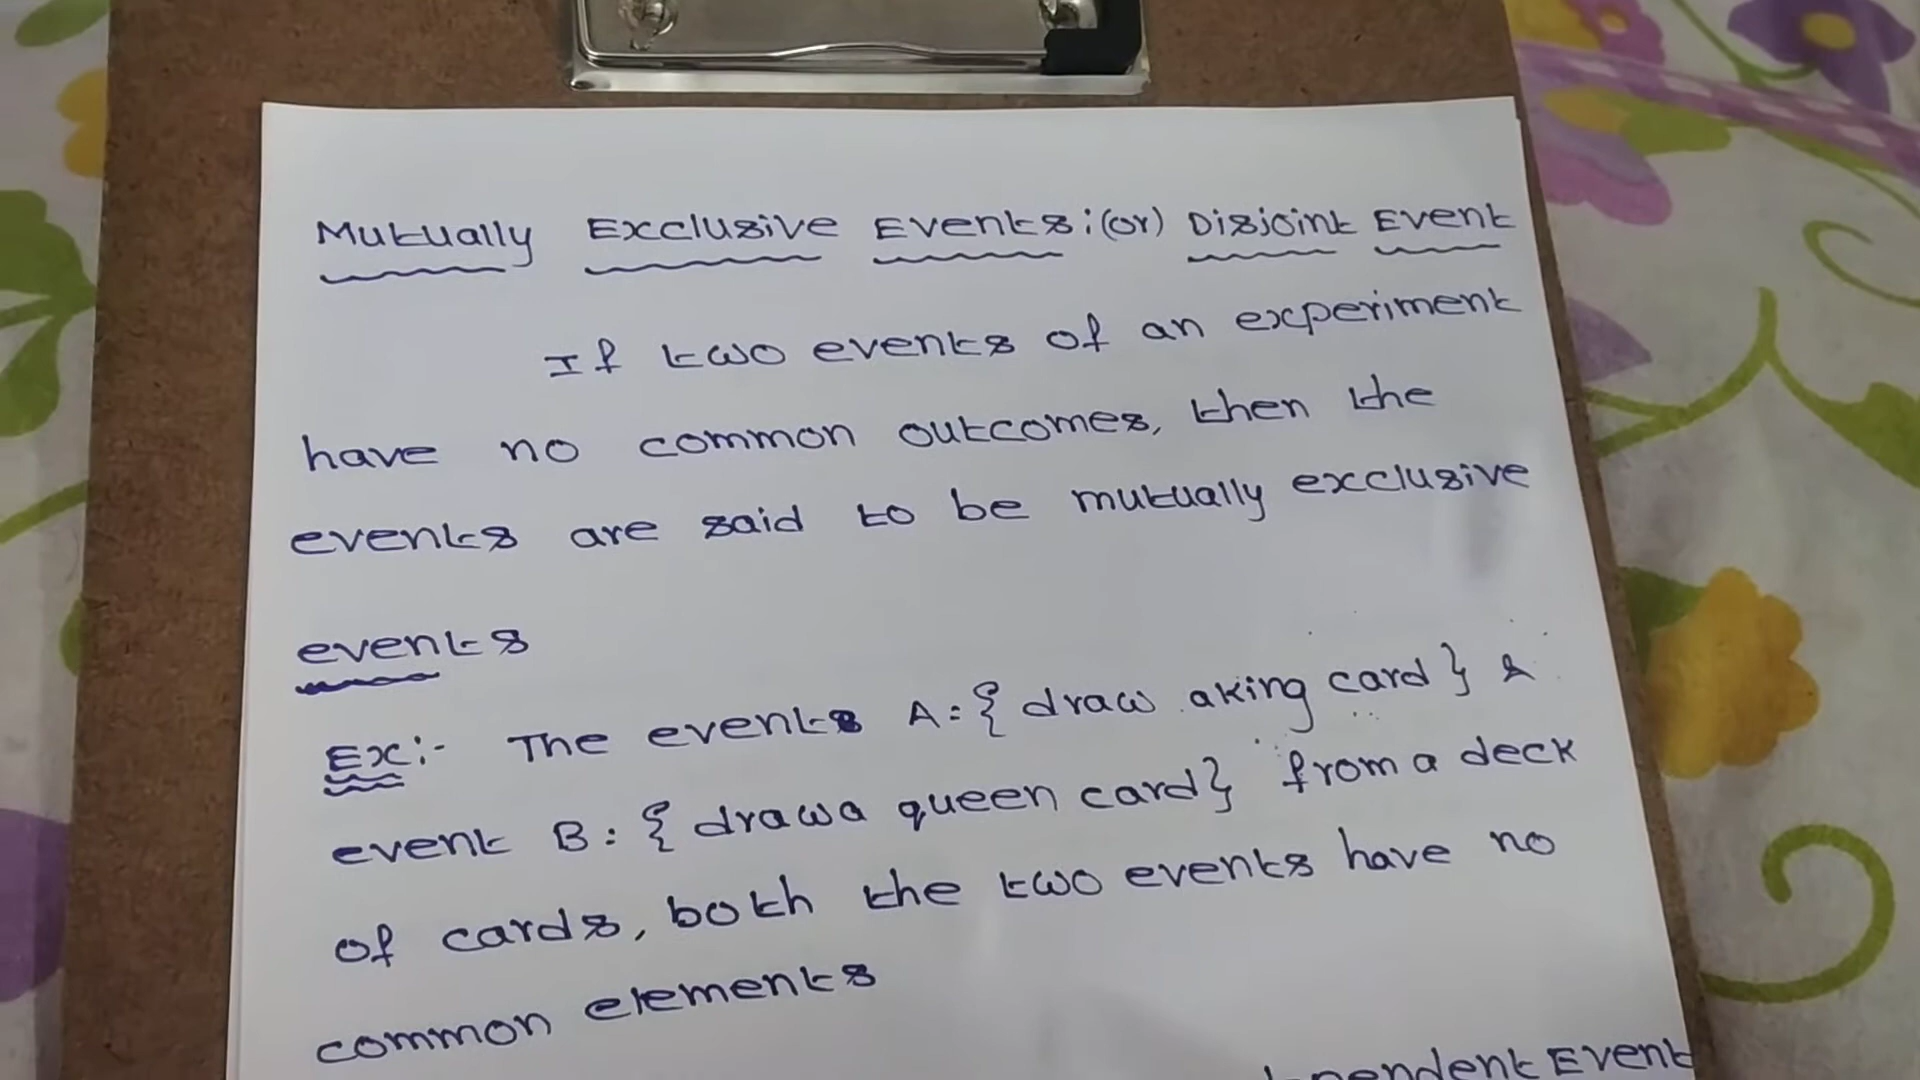 Mutually Exclusive Events: (or) Disjoint Event
If two events of an experiment
have no common outcomes, then the
events are said to be mutually exclusive
events
Ex:- The events A:{draw aking card} &
event B:{drawa queen card} from a deck
of cards, both the two events have no
common elements
Event